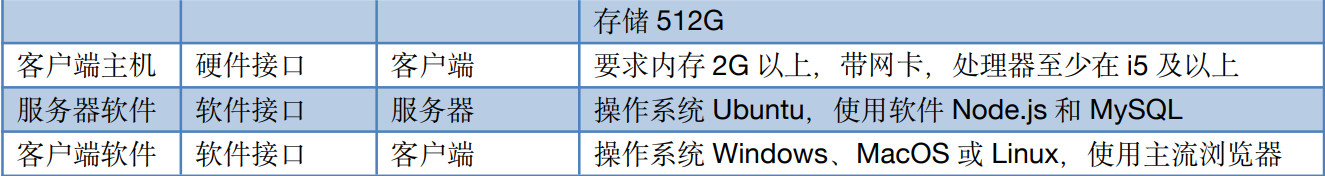 存储 512G
客户端主机 硬件接口 客户端 要求内存 2G 以上，带网卡，处理器至少在 i5 及以上
服务器软件 软件接口 服务器 操作系统 Ubuntu，使用软件 Node.js 和 MySQL
客户端软件 软件接口 客户端 操作系统 Windows、MacOS 或 Linux，使用主流浏览器